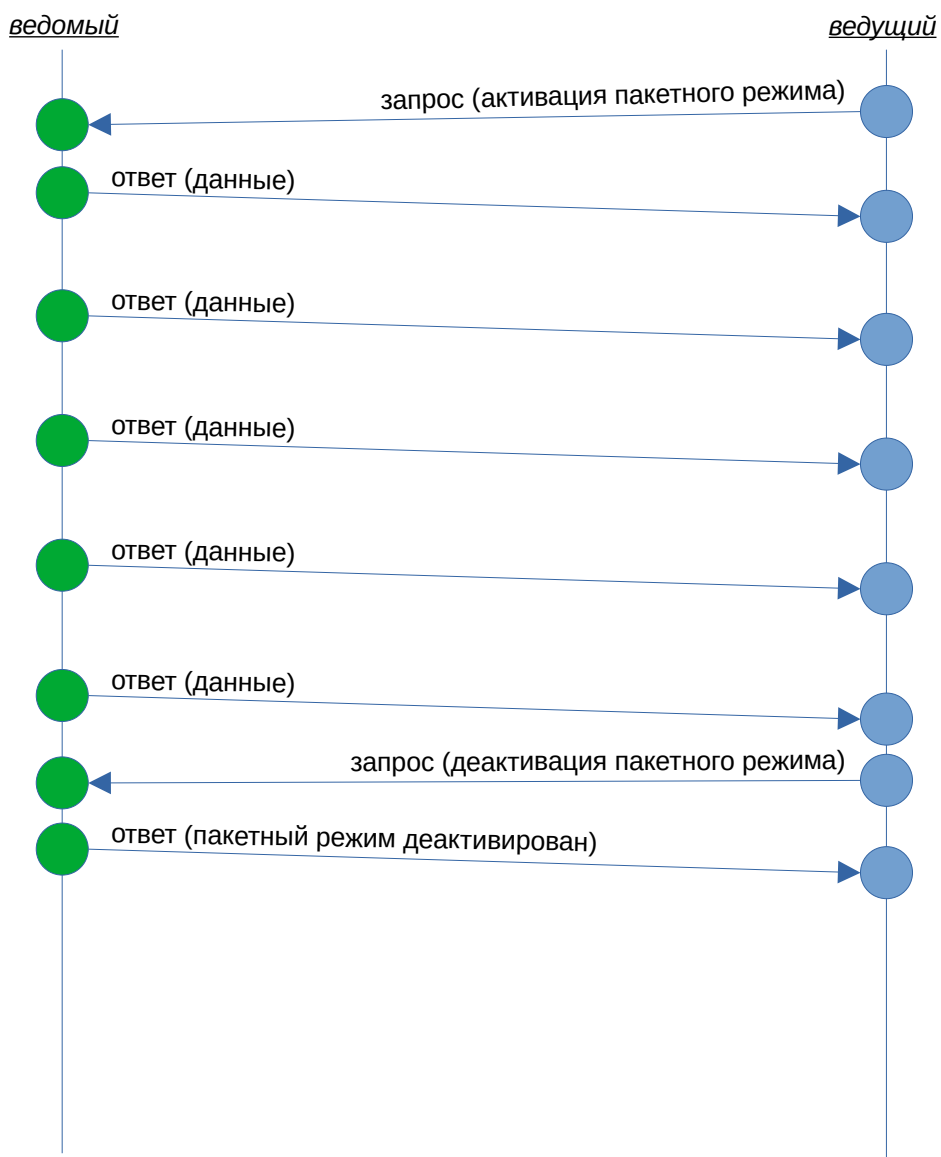 ведомый
ведущий
запрос (активация пакетного режима)
ответ (данные)
ответ (данные)
ответ (данные)
ответ (данные)
ответ (данные)
запрос (деактивация пакетного режима)
ответ (пакетный режим деактивирован)